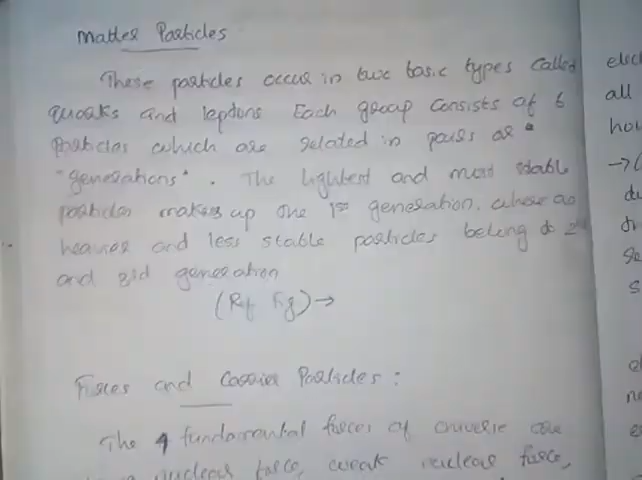 Matter Particles
These particles occur in two basic types called
quarks and leptons Each group consists of 6
particles which are related in pairs or
"generations". The lightest and most stable
particles makes up the 1st generation, where as
heavier and less stable particles belong to 2nd
and 3rd generation
(Ref Fig) →
Forces and Carrier Particles:
The 4 fundamental forces of universe are
nuclear force, weak nuclear force,
all